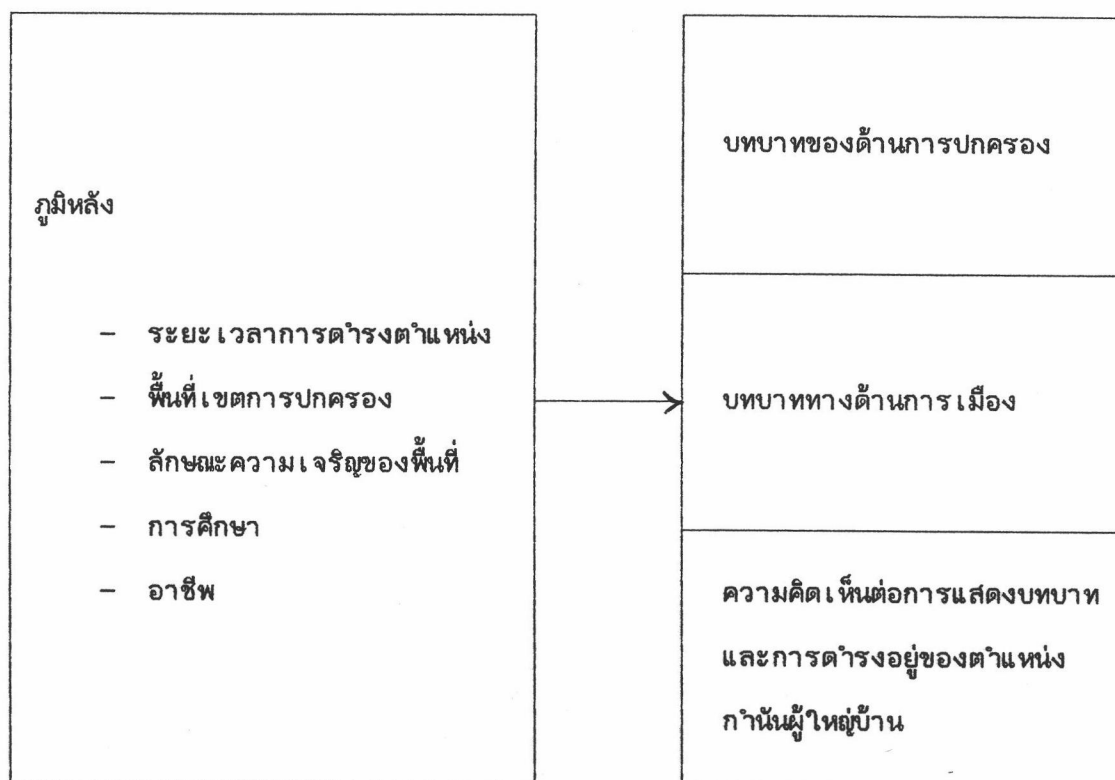 ภูมิหลัง
– ระยะเวลาการดำรงตำแหน่ง
– พื้นที่เขตการปกครอง
– ลักษณะความเจริญของพื้นที่
– การศึกษา
– อาชีพ
บทบาทของด้านการปกครอง
บทบาททางด้านการเมือง
ความคิดเห็นต่อการแสดงบทบาท
และการดำรงอยู่ของตำแหน่ง
กำนันผู้ใหญ่บ้าน